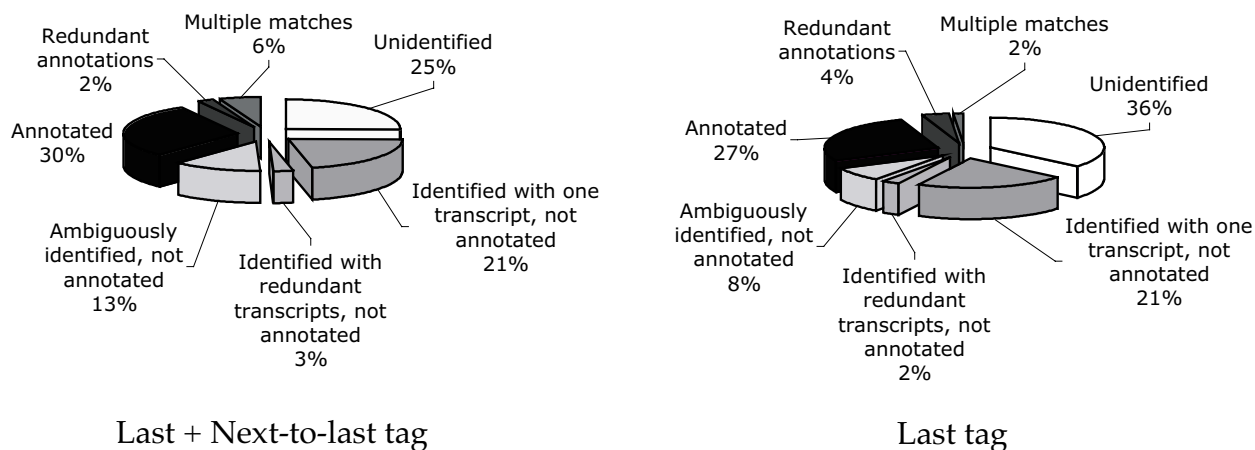 Multiple matches
6%
Redundant
annotations
2%
Unidentified
25%
Annotated
30%
Identified with one
transcript, not
annotated
21%
Ambiguously
identified, not
annotated
13%
Identified with
redundant
transcripts, not
annotated
3%
Last + Next-to-last tag
Multiple matches
2%
Redundant
annotations
4%
Unidentified
36%
Annotated
27%
Identified with one
transcript, not
annotated
21%
Ambiguously
identified, not
annotated
8%
Identified with
redundant
transcripts, not
annotated
2%
Last tag